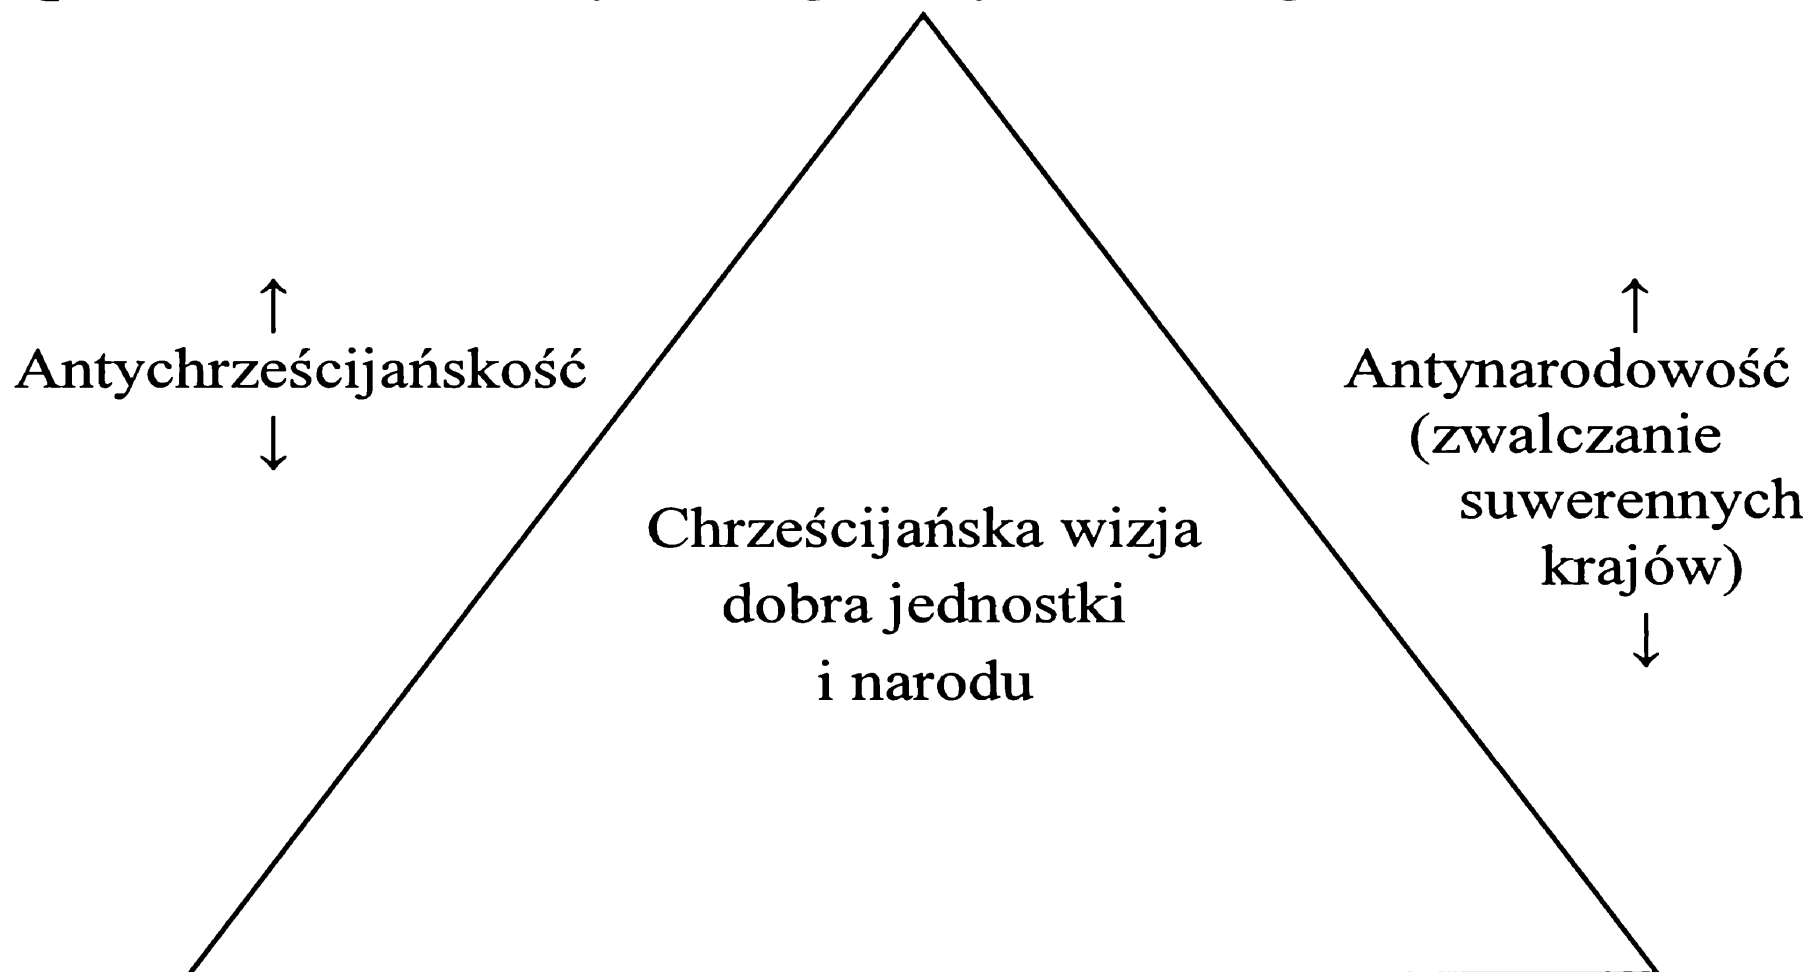 Antychrześcijańskość
Antynarodowość
(zwalczanie
suwerennych
krajów)
Chrześcijańska wizja
dobra jednostki
i narodu